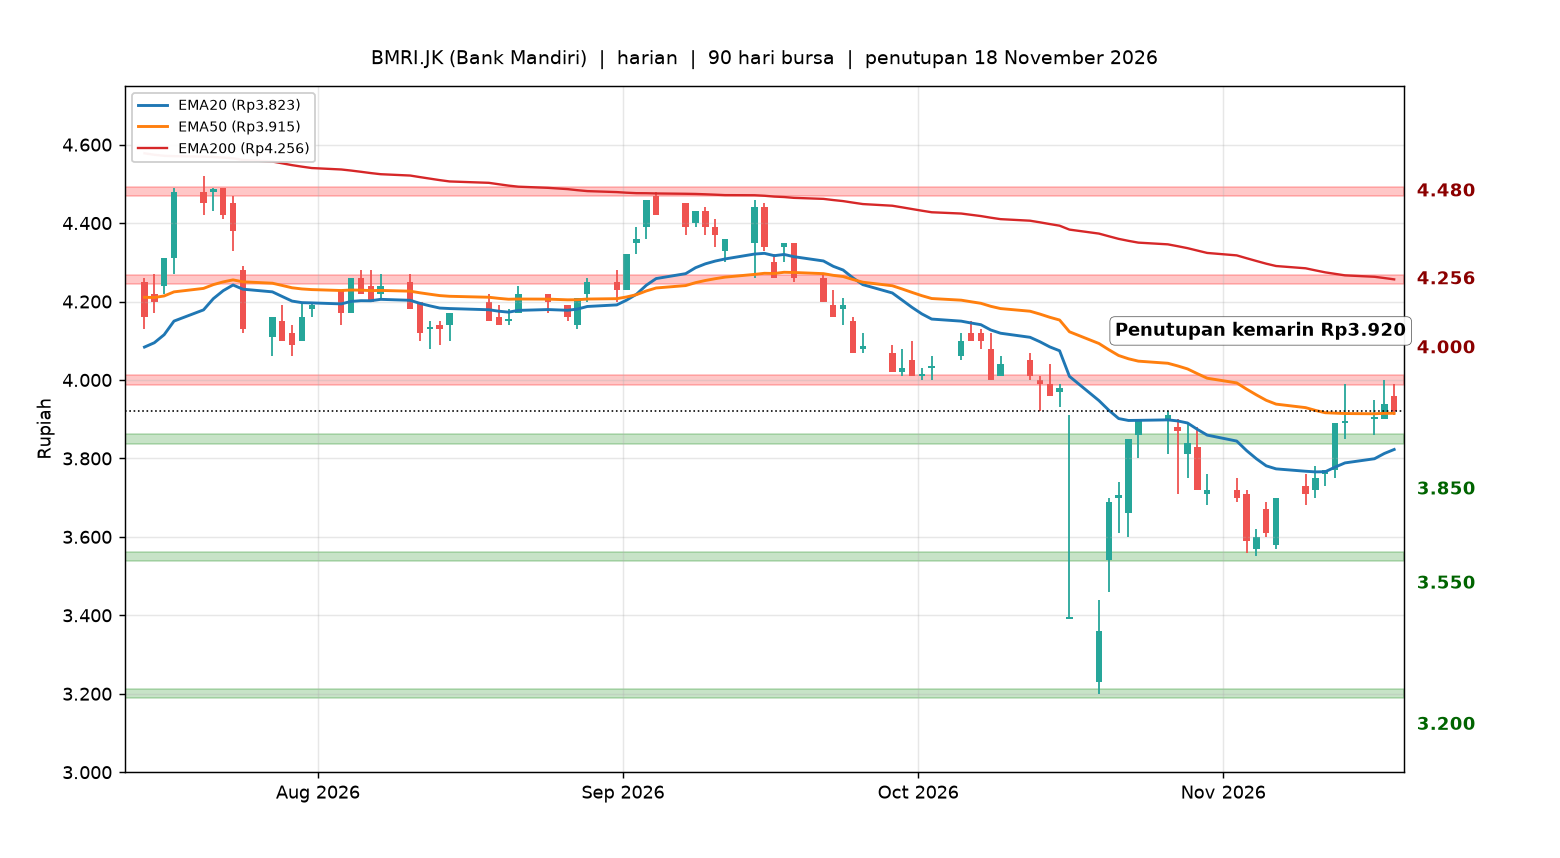 BMRI.JK (Bank Mandiri) | harian | 90 hari bursa | penutupan 18 November 2026
EMA20 (Rp3.823)
EMA50 (Rp3.915)
EMA200 (Rp4.256)
4.600
4.400
4.200
4.000
3.800
3.600
3.400
3.200
3.000
Rupiah
4.480
4.256
Penutupan kemarin Rp3.920
4.000
3.850
3.550
3.200
Aug 2026
Sep 2026
Oct 2026
Nov 2026